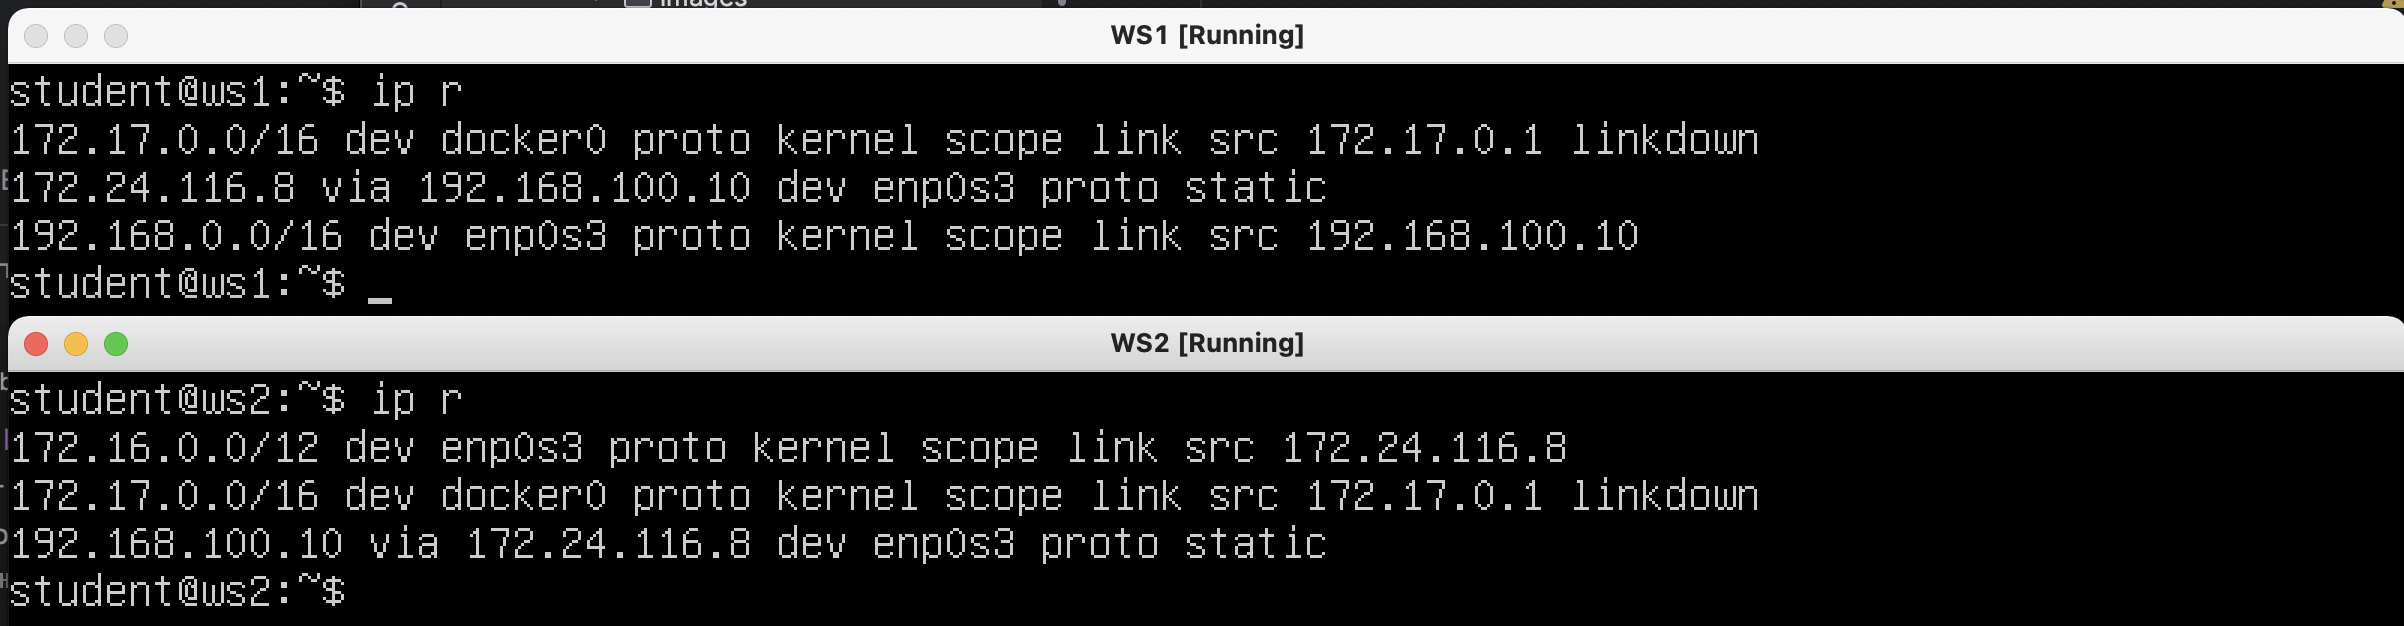 images
WS1 [Running]
student@ws1:~$ ip r
172.17.0.0/16 dev docker0 proto kernel scope link src 172.17.0.1 linkdown
172.24.116.8 via 192.168.100.10 dev enp0s3 proto static
192.168.0.0/16 dev enp0s3 proto kernel scope link src 192.168.100.10
student@ws1:~$ _
WS2 [Running]
student@ws2:~$ ip r
172.16.0.0/12 dev enp0s3 proto kernel scope link src 172.24.116.8
172.17.0.0/16 dev docker0 proto kernel scope link src 172.17.0.1 linkdown
192.168.100.10 via 172.24.116.8 dev enp0s3 proto static
student@ws2:~$